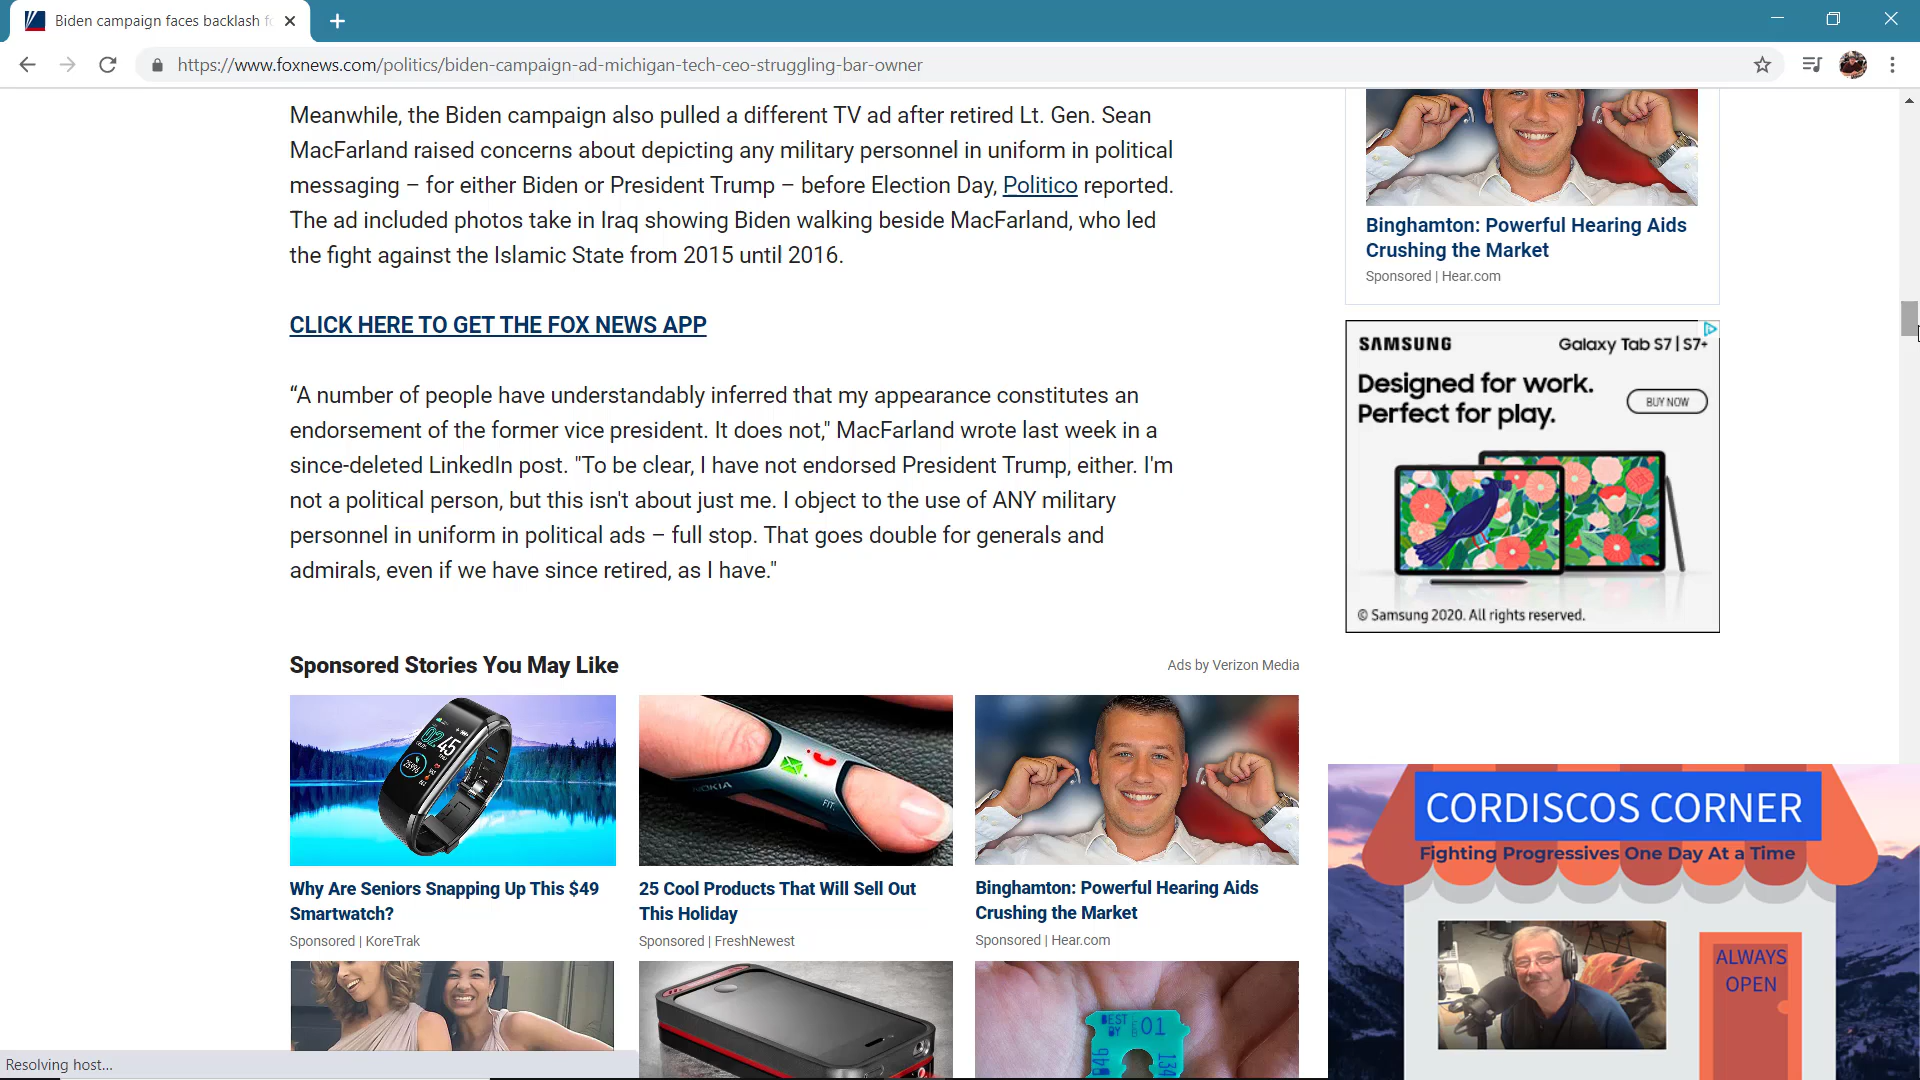 Biden campaign faces backlash f
https://www.foxnews.com/politics/biden-campaign-ad-michigan-tech-ceo-struggling-bar-owner
Meanwhile, the Biden campaign also pulled a different TV ad after retired Lt. Gen. Sean
MacFarland raised concerns about depicting any military personnel in uniform in political
messaging – for either Biden or President Trump – before Election Day, Politico reported.
The ad included photos take in Iraq showing Biden walking beside MacFarland, who led
the fight against the Islamic State from 2015 until 2016.
CLICK HERE TO GET THE FOX NEWS APP
“A number of people have understandably inferred that my appearance constitutes an
endorsement of the former vice president. It does not," MacFarland wrote last week in a
since-deleted LinkedIn post. "To be clear, I have not endorsed President Trump, either. I'm
not a political person, but this isn't about just me. I object to the use of ANY military
personnel in uniform in political ads – full stop. That goes double for generals and
admirals, even if we have since retired, as I have."
Binghamton: Powerful Hearing Aids
Crushing the Market
Sponsored | Hear.com
SAMSUNG
Galaxy Tab S7 | S7+
Designed for work.
Perfect for play.
BUY NOW
© Samsung 2020. All rights reserved.
Sponsored Stories You May Like
Ads by Verizon Media
02
45
NOKIA
FIT
Why Are Seniors Snapping Up This $49
Smartwatch?
Sponsored | KoreTrak
25 Cool Products That Will Sell Out
This Holiday
Sponsored | FreshNewest
Binghamton: Powerful Hearing Aids
Crushing the Market
Sponsored | Hear.com
BEST
BY
01
846
134
CORDISCOS CORNER
Fighting Progressives One Day At a Time
ALWAYS
OPEN
Resolving host...